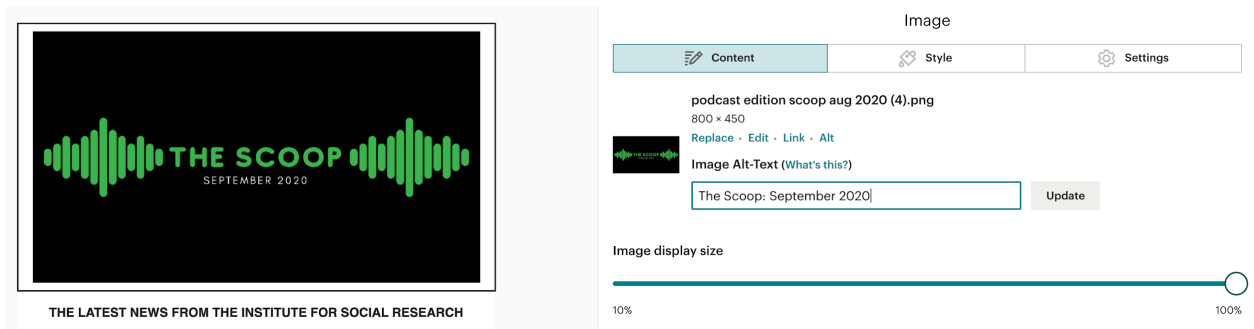 THE SCOOP
SEPTEMBER 2020
THE LATEST NEWS FROM THE INSTITUTE FOR SOCIAL RESEARCH
Image
Content Style Settings
podcast edition scoop aug 2020 (4).png
800 × 450
Replace • Edit • Link • Alt
THE SCOOP
Image Alt-Text (What's this?)
The Scoop: September 2020
Update
Image display size
10% 100%